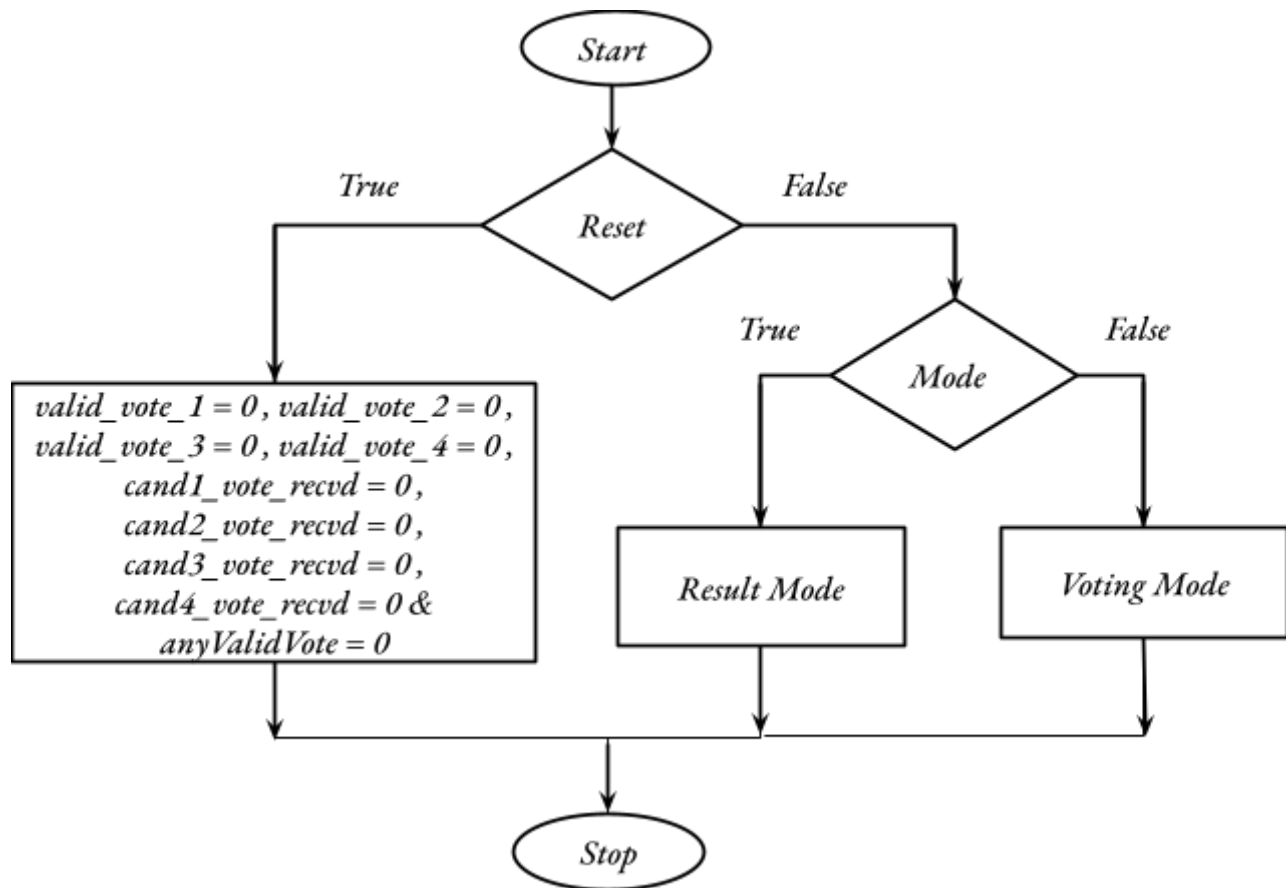 Start
True
False
Reset
True
False
Mode
valid_vote_1 = 0 , valid_vote_2 = 0 ,
valid_vote_3 = 0 , valid_vote_4 = 0 ,
cand1_vote_recvd = 0 ,
cand2_vote_recvd = 0 ,
cand3_vote_recvd = 0 ,
cand4_vote_recvd = 0 &
anyValidVote = 0
Result Mode
Voting Mode
Stop